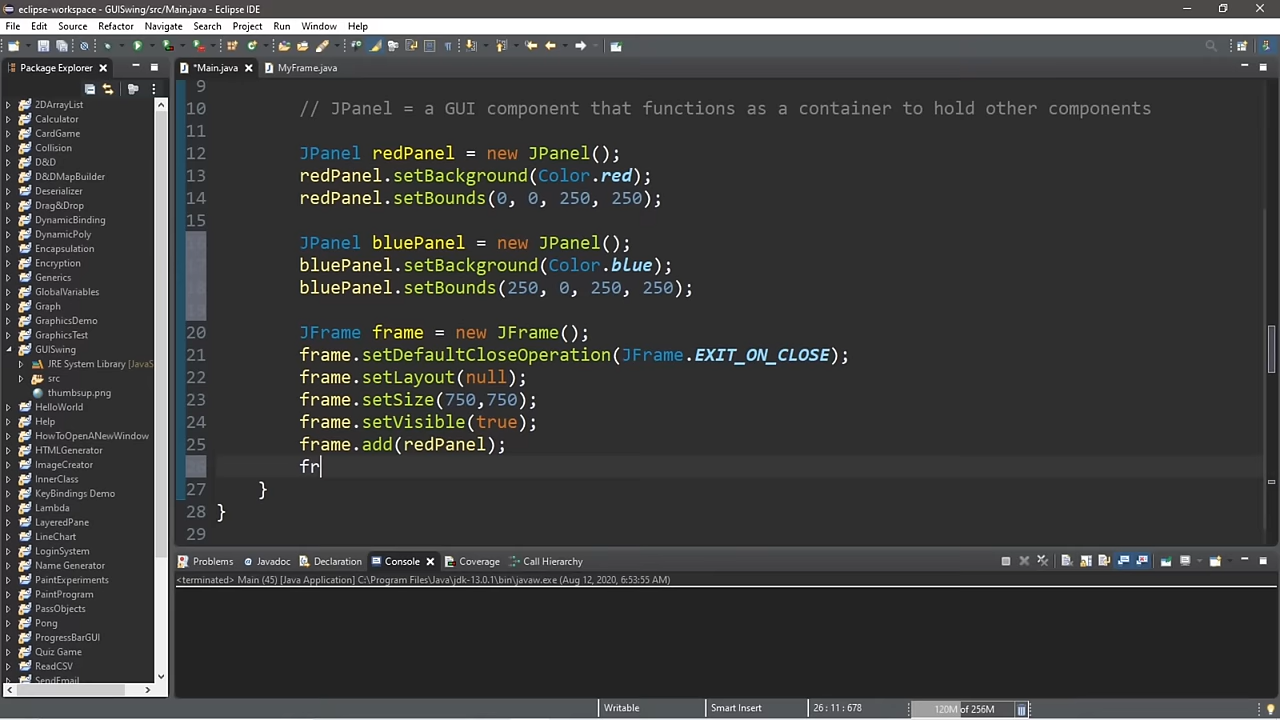 eclipse-workspace - GUISwing/src/Main.java - Eclipse IDE
File Edit Source Refactor Navigate Search Project Run Window Help
Package Explorer
*Main.java
MyFrame.java
2DArrayList
Calculator
CardGame
Collision
D&D
D&DMapBuilder
Deserializer
Drag&Drop
DynamicBinding
DynamicPoly
Encapsulation
Encryption
Generics
GlobalVariables
Graph
GraphicsDemo
GraphicsTest
GUISwing
JRE System Library [JavaS
src
thumbsup.png
HelloWorld
Help
HowToOpenANewWindow
HTMLGenerator
ImageCreator
InnerClass
KeyBindings Demo
Lambda
LayeredPane
LineChart
LoginSystem
Name Generator
PaintExperiments
PaintProgram
PassObjects
Pong
ProgressBarGUI
Quiz Game
ReadCSV
SendEmail
9
10 // JPanel = a GUI component that functions as a container to hold other components
11
12 JPanel redPanel = new JPanel();
13 redPanel.setBackground(Color.red);
14 redPanel.setBounds(0, 0, 250, 250);
15
JPanel bluePanel = new JPanel();
bluePanel.setBackground(Color.blue);
bluePanel.setBounds(250, 0, 250, 250);
20 JFrame frame = new JFrame();
21 frame.setDefaultCloseOperation(JFrame.EXIT_ON_CLOSE);
22 frame.setLayout(null);
23 frame.setSize(750,750);
24 frame.setVisible(true);
25 frame.add(redPanel);
fr
27 }
28 }
29
Problems Javadoc Declaration Console Coverage Call Hierarchy
<terminated> Main (45) [Java Application] C:\Program Files\Java\jdk-13.0.1\bin\javaw.exe (Aug 12, 2020, 6:53:55 AM)
Writable Smart Insert 26 : 11 : 678 120M of 256M